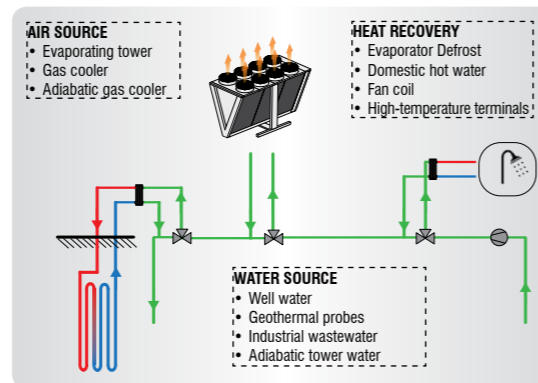 AIR SOURCE
• Evaporating tower
• Gas cooler
• Adiabatic gas cooler
HEAT RECOVERY
• Evaporator Defrost
• Domestic hot water
• Fan coil
• High-temperature terminals
WATER SOURCE
• Well water
• Geothermal probes
• Industrial wastewater
• Adiabatic tower water